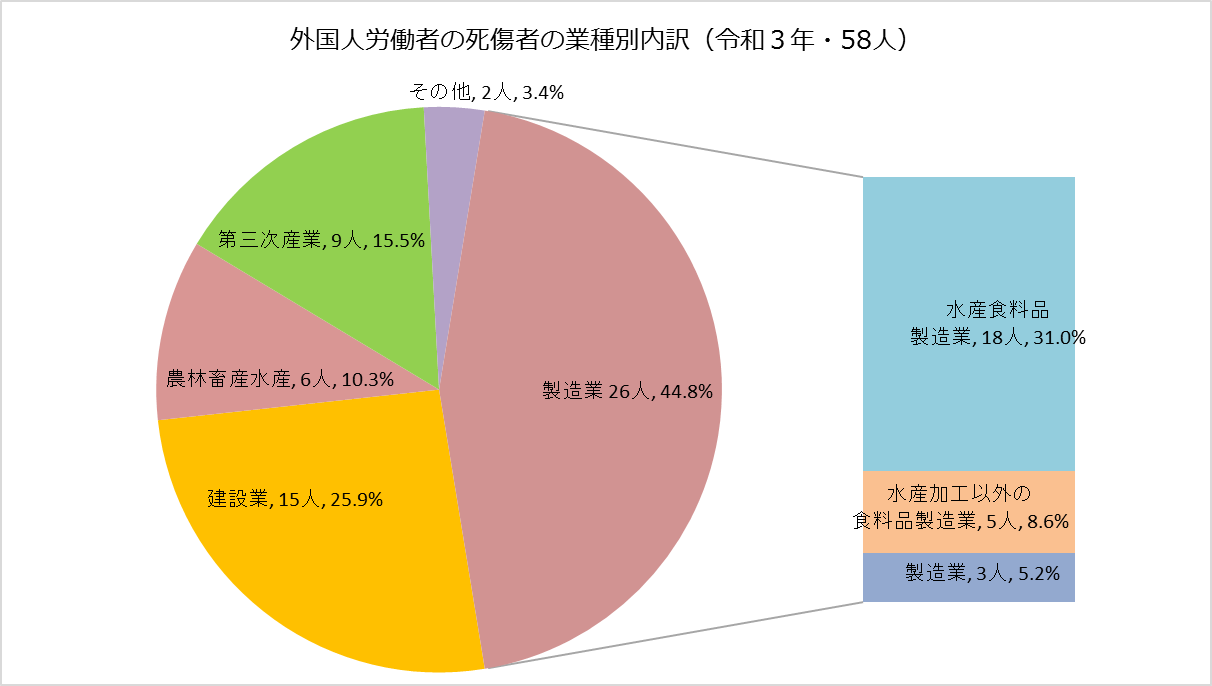 外国人労働者の死傷者の業種別内訳（令和３年・58人）
その他, 2人, 3.4%
第三次産業, 9人, 15.5%
農林畜産水産, 6人, 10.3%
建設業, 15人, 25.9%
製造業 26人, 44.8%
水産食料品
製造業, 18人, 31.0%
水産加工以外の
食料品製造業, 5人, 8.6%
製造業, 3人, 5.2%